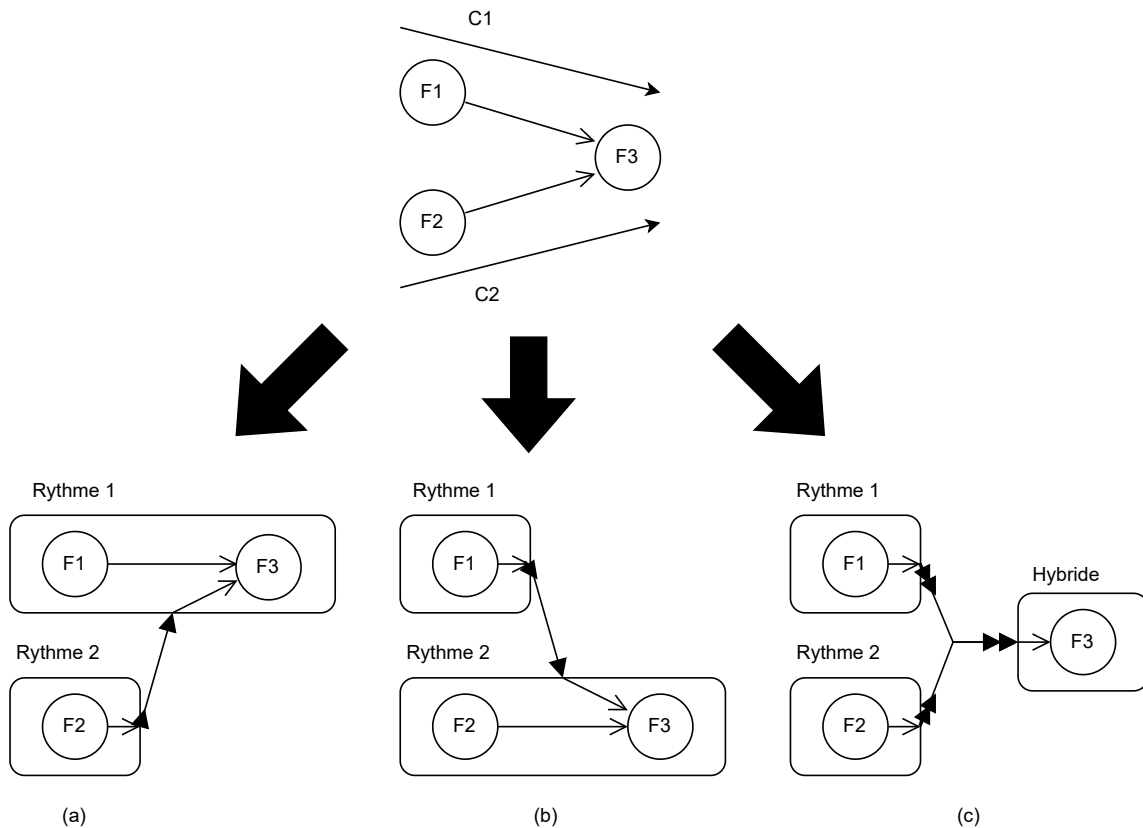 C1
F1
F3
F2
C2
Rythme 1
F1
F3
Rythme 2
F2
(a)
Rythme 1
F1
Rythme 2
F2
F3
(b)
Rythme 1
F1
Hybride
F3
Rythme 2
F2
(c)